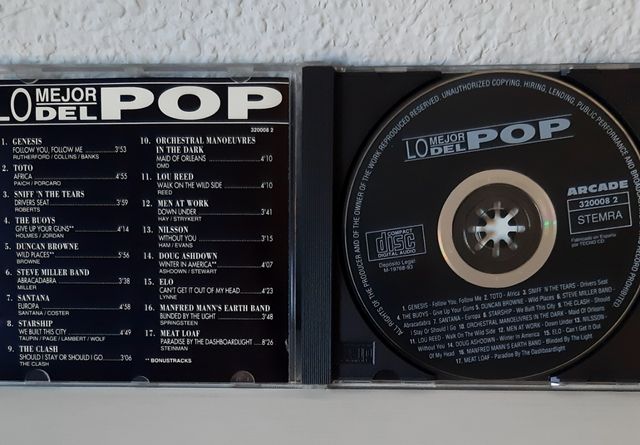 LO MEJOR DEL POP
320008 2
1. GENESIS
FOLLOW YOU, FOLLOW ME 3'53
RUTHERFORD / COLLINS / BANKS
2. TOTO
AFRICA 4'55
PAICH / PORCARO
3. SNIFF 'N THE TEARS
DRIVERS SEAT 3'59
ROBERTS
4. THE BUOYS
GIVE UP YOUR GUNS** 4'14
HOLMES / JORDAN
5. DUNCAN BROWNE
WILD PLACES** 5'56
BROWNE
6. STEVE MILLER BAND
ABRACADABRA 3'38
MILLER
7. SANTANA
EUROPA 4'58
SANTANA / COSTER
8. STARSHIP
WE BUILT THIS CITY 4'49
TAUPIN / PAGE / LAMBERT / WOLF
9. THE CLASH
SHOULD I STAY OR SHOULD I GO 3'06
THE CLASH
10. ORCHESTRAL MANOEUVRES
IN THE DARK
MAID OF ORLEANS 4'10
OMD
11. LOU REED
WALK ON THE WILD SIDE 4'10
REED
12. MEN AT WORK
DOWN UNDER 3'41
HAY / STRYKERT
13. NILSSON
WITHOUT YOU 3'15
HAM / EVANS
14. DOUG ASHDOWN
WINTER IN AMERICA** 4'07
ASHDOWN / STEWART
15. ELO
CAN'T GET IT OUT OF MY HEAD 4'23
LYNNE
16. MANFRED MANN'S EARTH BAND
BLINDED BY THE LIGHT 3'48
SPRINGSTEEN
17. MEAT LOAF
PARADISE BY THE DASHBOARDLIGHT 8'26
STEINMAN
** BONUSTRACKS
ALL RIGHTS OF THE PRODUCER AND OF THE OWNER OF THE WORK REPRODUCED RESERVED. UNAUTHORIZED COPYING, HIRING, LENDING, PUBLIC PERFORMANCE AND
LO MEJOR DEL POP
ARCADE
320008 2
STEMRA
Fabricado en España
por TECNO CD
COMPACT
disc
DIGITAL AUDIO
Depósito Legal:
M-19768-93
1. GENESIS - Follow You, Follow Me 2. TOTO - Africa 3. SNIFF 'N THE TEARS - Drivers Seat
4. THE BUOYS - Give Up Your Guns 5. DUNCAN BROWNE - Wild Places 6. STEVE MILLER BAND -
Abracadabra 7. SANTANA - Europa 8. STARSHIP - We Built This City 9. THE CLASH - Should
I Stay Or Should I Go 10. ORCHESTRAL MANOEUVRES IN THE DARK - Maid Of Orleans
11. LOU REED - Walk On The Wild Side 12. MEN AT WORK - Down Under 13. NILSSON -
Without You 14. DOUG ASHDOWN - Winter In America 15. ELO - Can't Get It Out
Of My Head 16. MANFRED MANN'S EARTH BAND - Blinded By The Light
17. MEAT LOAF - Paradise By The Dashboardlight